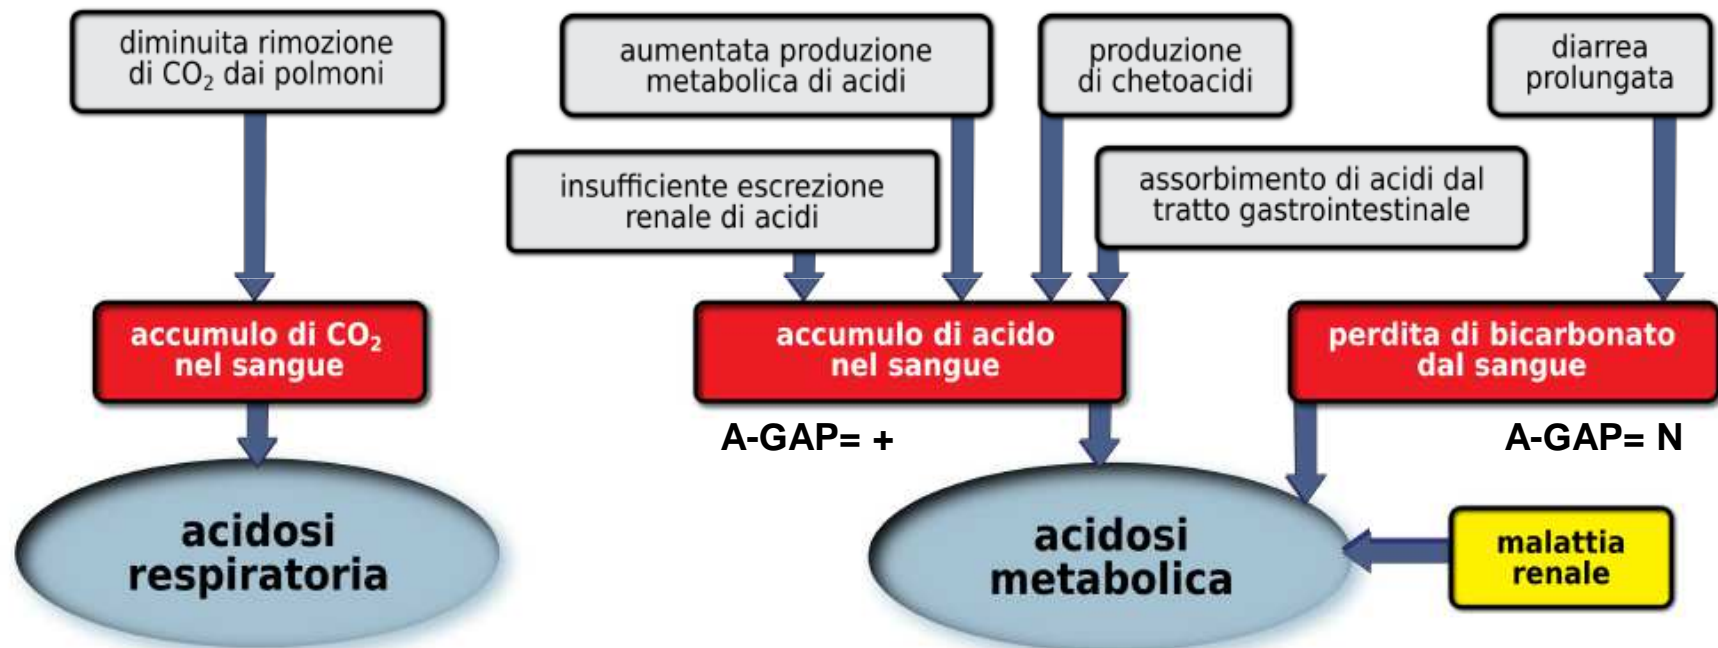 diminuita rimozione
di CO₂ dai polmoni
aumentata produzione
metabolica di acidi
produzione
di chetoacidi
diarrea
prolungata
insufficiente escrezione
renale di acidi
assorbimento di acidi dal
tratto gastrointestinale
accumulo di CO₂
nel sangue
accumulo di acido
nel sangue
perdita di bicarbonato
dal sangue
A-GAP= +
A-GAP= N
acidosi
respiratoria
acidosi
metabolica
malattia
renale